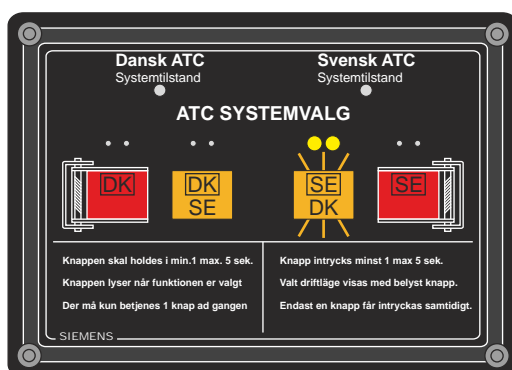 Dansk ATC
Systemtilstand
Svensk ATC
Systemtilstand
ATC SYSTEMVALG
DK
DK
SE
SE
DK
SE
Knappen skal holdes i min.1 max. 5 sek.
Knappen lyser når funktionen er valgt
Der må kun betjenes 1 knap ad gangen
Knapp intrycks minst 1 max 5 sek.
Valt driftläge visas med belyst knapp.
Endast en knapp får intryckas samtidigt.
SIEMENS